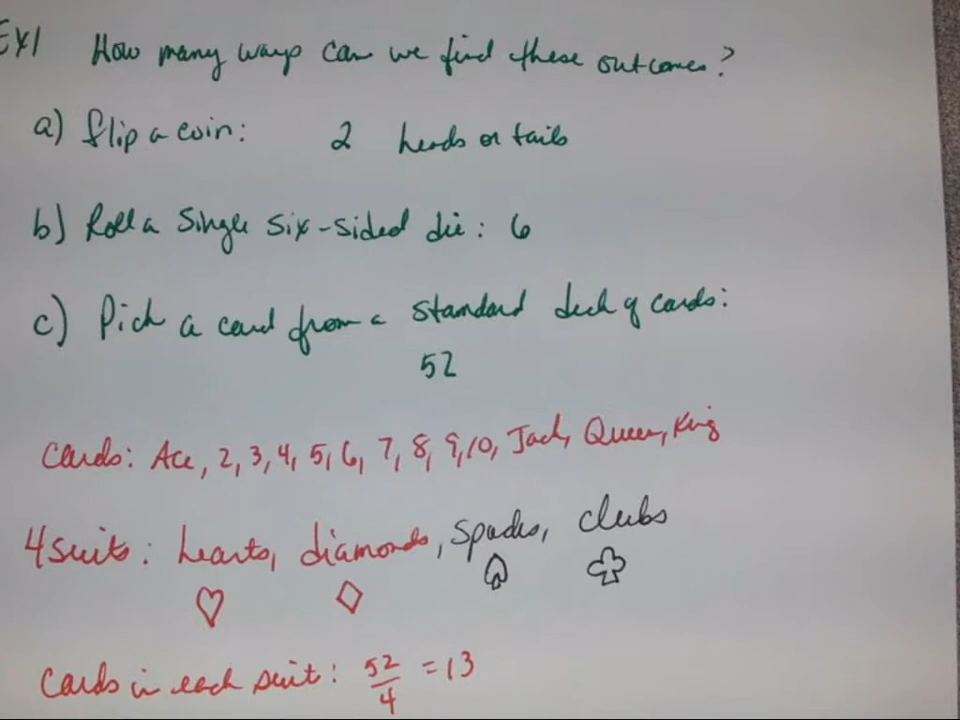 EX1 How many ways can we find these outcomes?
a) flip a coin: 2 heads or tails
b) Roll a single six-sided die: 6
c) Pick a card from a standard deck of cards:
52
Cards: Ace, 2, 3, 4, 5, 6, 7, 8, 9, 10, Jack, Queen, King
4 suits: hearts, diamonds, spades, clubs
Cards in each suit: 52/4 = 13